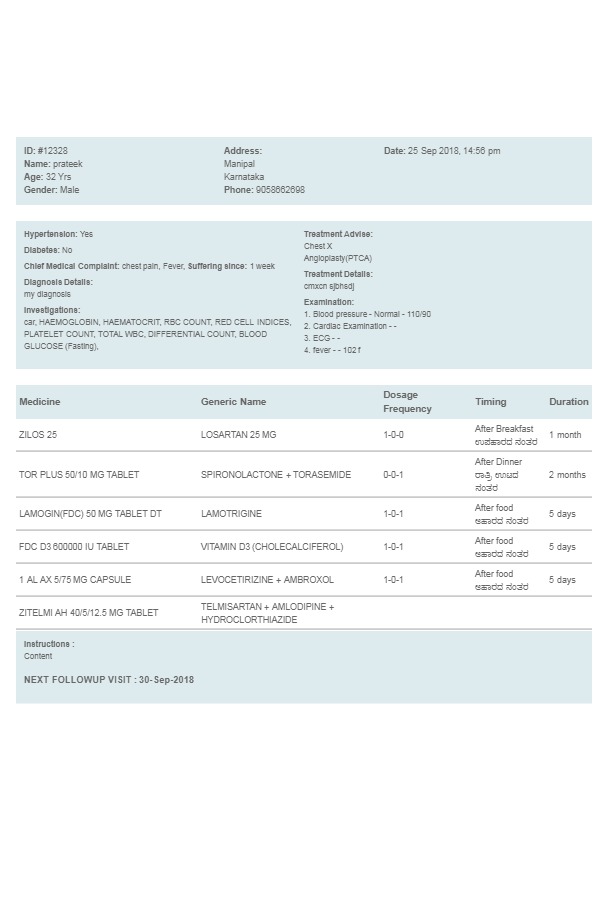 ID: #12328
Name: prateek
Age: 32 Yrs
Gender: Male
Address:
Manipal
Karnataka
Phone: 9058662698
Date: 25 Sep 2018, 14:56 pm
Hypertension: Yes
Diabetes: No
Chief Medical Complaint: chest pain, Fever, Suffering since: 1 week
Diagnosis Details:
my diagnosis
Investigations:
car, HAEMOGLOBIN, HAEMATOCRIT, RBC COUNT, RED CELL INDICES,
PLATELET COUNT, TOTAL WBC, DIFFERENTIAL COUNT, BLOOD
GLUCOSE (Fasting),
Treatment Advise:
Chest X
Angioplasty(PTCA)
Treatment Details:
cmxcn sjbhsdj
Examination:
1. Blood pressure - Normal - 110/90
2. Cardiac Examination - -
3. ECG - -
4. fever - - 102 f
Medicine Generic Name Dosage Frequency Timing Duration
ZILOS 25 LOSARTAN 25 MG 1-0-0 After Breakfast ಉಪಹಾರದ ನಂತರ 1 month
TOR PLUS 50/10 MG TABLET SPIRONOLACTONE + TORASEMIDE 0-0-1 After Dinner ರಾತ್ರಿ ಊಟದ ನಂತರ 2 months
LAMOGIN(FDC) 50 MG TABLET DT LAMOTRIGINE 1-0-1 After food ಆಹಾರದ ನಂತರ 5 days
FDC D3 600000 IU TABLET VITAMIN D3 (CHOLECALCIFEROL) 1-0-1 After food ಆಹಾರದ ನಂತರ 5 days
1 AL AX 5/75 MG CAPSULE LEVOCETIRIZINE + AMBROXOL 1-0-1 After food ಆಹಾರದ ನಂತರ 5 days
ZITELMI AH 40/5/12.5 MG TABLET TELMISARTAN + AMLODIPINE + HYDROCLORTHIAZIDE
Instructions :
Content
NEXT FOLLOWUP VISIT : 30-Sep-2018